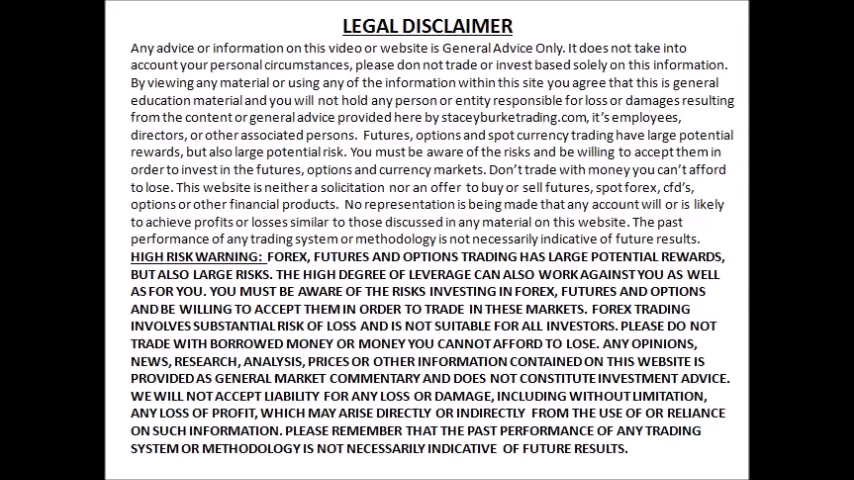 LEGAL DISCLAIMER
Any advice or information on this video or website is General Advice Only. It does not take into
account your personal circumstances, please don not trade or invest based solely on this information.
By viewing any material or using any of the information within this site you agree that this is general
education material and you will not hold any person or entity responsible for loss or damages resulting
from the content or general advice provided here by staceyburketrading.com, it's employees,
directors, or other associated persons. Futures, options and spot currency trading have large potential
rewards, but also large potential risk. You must be aware of the risks and be willing to accept them in
order to invest in the futures, options and currency markets. Don't trade with money you can't afford
to lose. This website is neither a solicitation nor an offer to buy or sell futures, spot forex, cfd's,
options or other financial products. No representation is being made that any account will or is likely
to achieve profits or losses similar to those discussed in any material on this website. The past
performance of any trading system or methodology is not necessarily indicative of future results.
HIGH RISK WARNING: FOREX, FUTURES AND OPTIONS TRADING HAS LARGE POTENTIAL REWARDS,
BUT ALSO LARGE RISKS. THE HIGH DEGREE OF LEVERAGE CAN ALSO WORK AGAINST YOU AS WELL
AS FOR YOU. YOU MUST BE AWARE OF THE RISKS INVESTING IN FOREX, FUTURES AND OPTIONS
AND BE WILLING TO ACCEPT THEM IN ORDER TO TRADE IN THESE MARKETS. FOREX TRADING
INVOLVES SUBSTANTIAL RISK OF LOSS AND IS NOT SUITABLE FOR ALL INVESTORS. PLEASE DO NOT
TRADE WITH BORROWED MONEY OR MONEY YOU CANNOT AFFORD TO LOSE. ANY OPINIONS,
NEWS, RESEARCH, ANALYSIS, PRICES OR OTHER INFORMATION CONTAINED ON THIS WEBSITE IS
PROVIDED AS GENERAL MARKET COMMENTARY AND DOES NOT CONSTITUTE INVESTMENT ADVICE.
WE WILL NOT ACCEPT LIABILITY FOR ANY LOSS OR DAMAGE, INCLUDING WITHOUT LIMITATION,
ANY LOSS OF PROFIT, WHICH MAY ARISE DIRECTLY OR INDIRECTLY FROM THE USE OF OR RELIANCE
ON SUCH INFORMATION. PLEASE REMEMBER THAT THE PAST PERFORMANCE OF ANY TRADING
SYSTEM OR METHODOLOGY IS NOT NECESSARILY INDICATIVE OF FUTURE RESULTS.